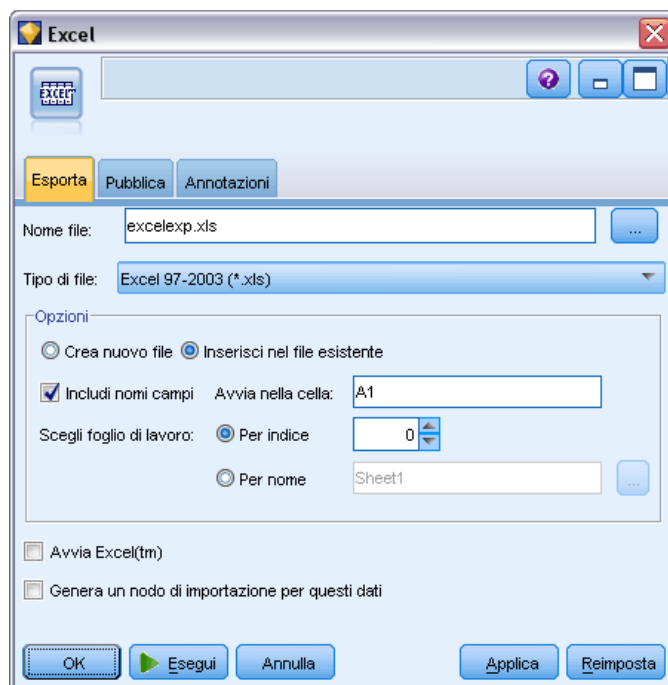 Excel
EXCEL
Esporta Pubblica Annotazioni
Nome file: excelexp.xls ...
Tipo di file: Excel 97-2003 (*.xls)
Opzioni
Crea nuovo file Inserisci nel file esistente
Includi nomi campi Avvia nella cella: A1
Scegli foglio di lavoro: Per indice 0
Per nome Sheet1 ...
Avvia Excel(tm)
Genera un nodo di importazione per questi dati
OK Esegui Annulla Applica Reimposta